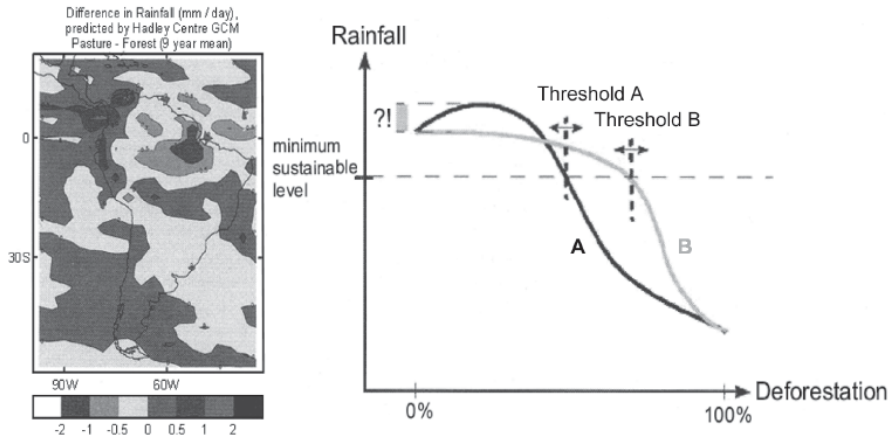 Difference in Rainfall (mm / day),
predicted by Hadley Centre GCM
Pasture - Forest (9 year mean)
0
30S
90W
60W
-2 -1 -0.5 0 0.5 1 2
Rainfall
?!
Threshold A
Threshold B
minimum
sustainable
level
A
B
Deforestation
0%
100%